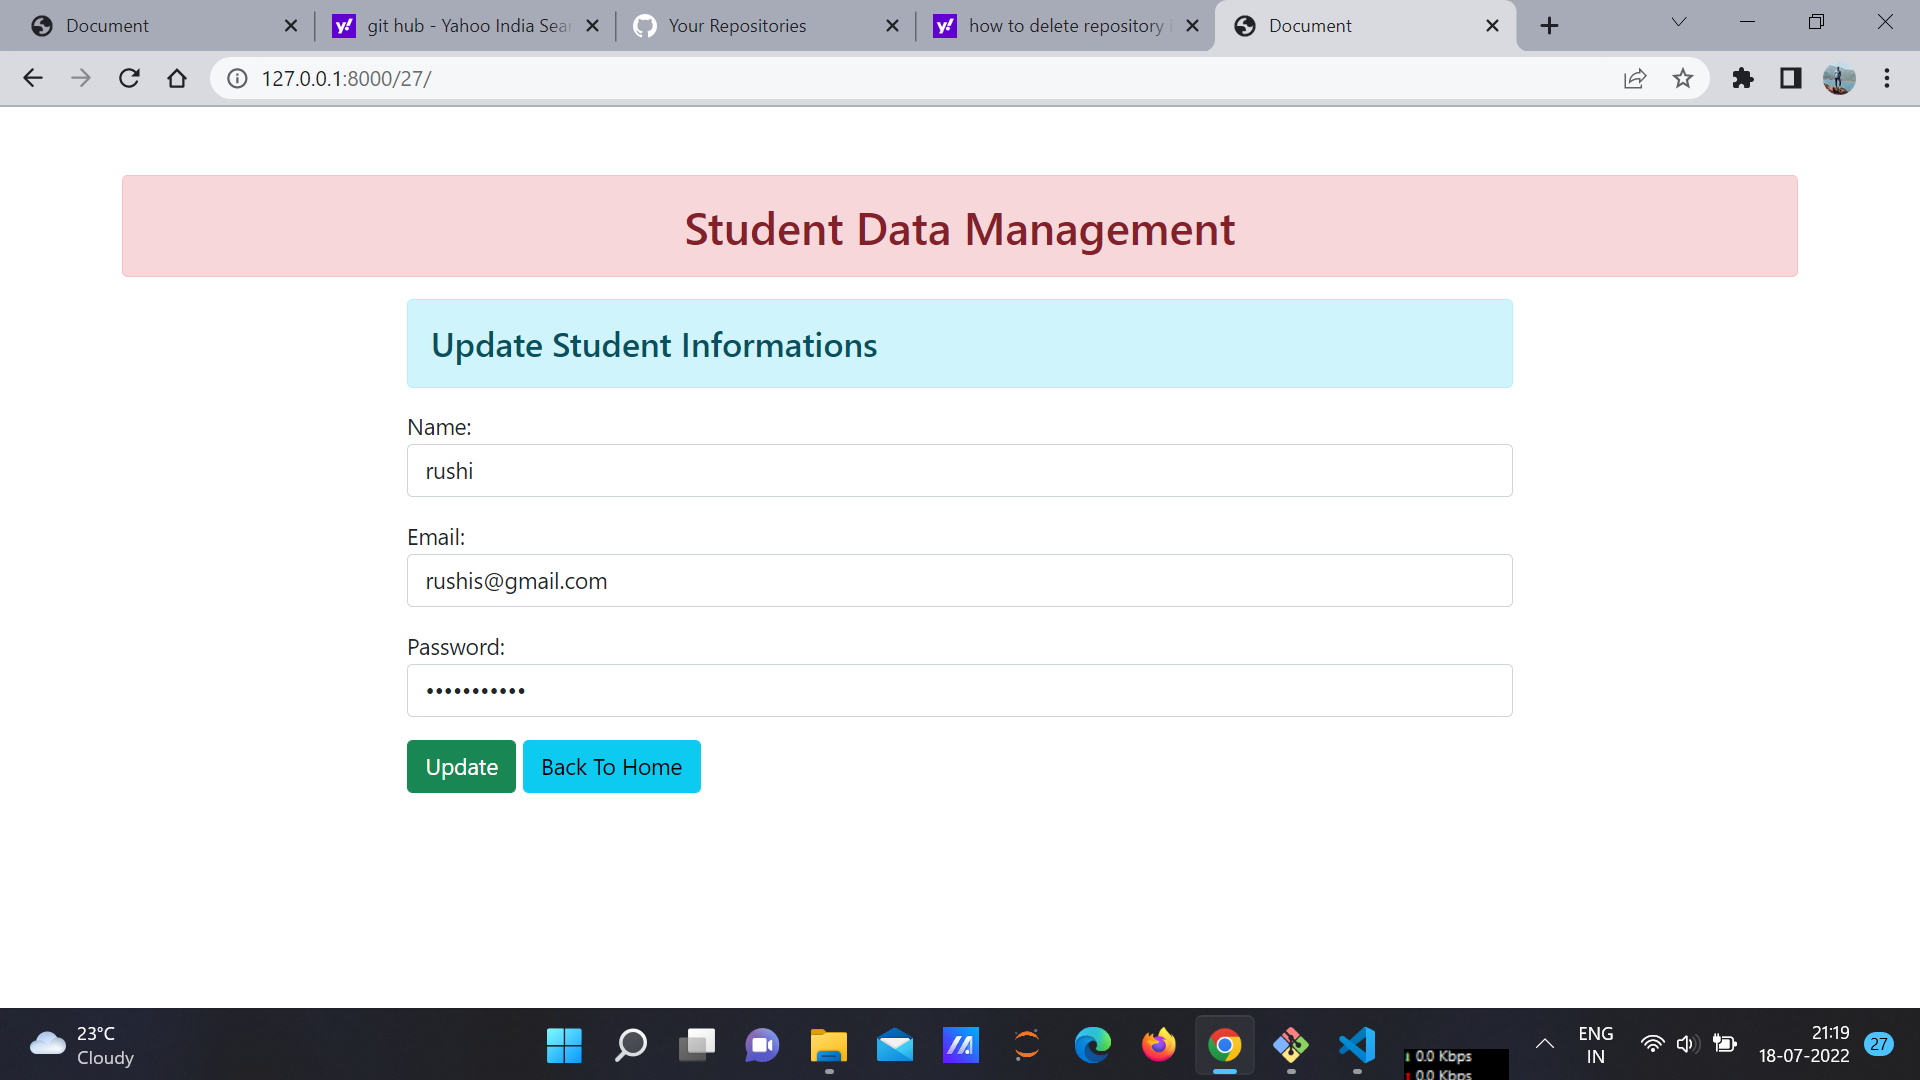 Document
git hub - Yahoo India Sear
Your Repositories
how to delete repository i
Document
127.0.0.1:8000/27/
Student Data Management
Update Student Informations
Name:
rushi
Email:
rushis@gmail.com
Password:
•••••••••••
Update
Back To Home
23°C
Cloudy
0.0 Kbps
0.0 Kbps
ENG
IN
21:19
18-07-2022
27